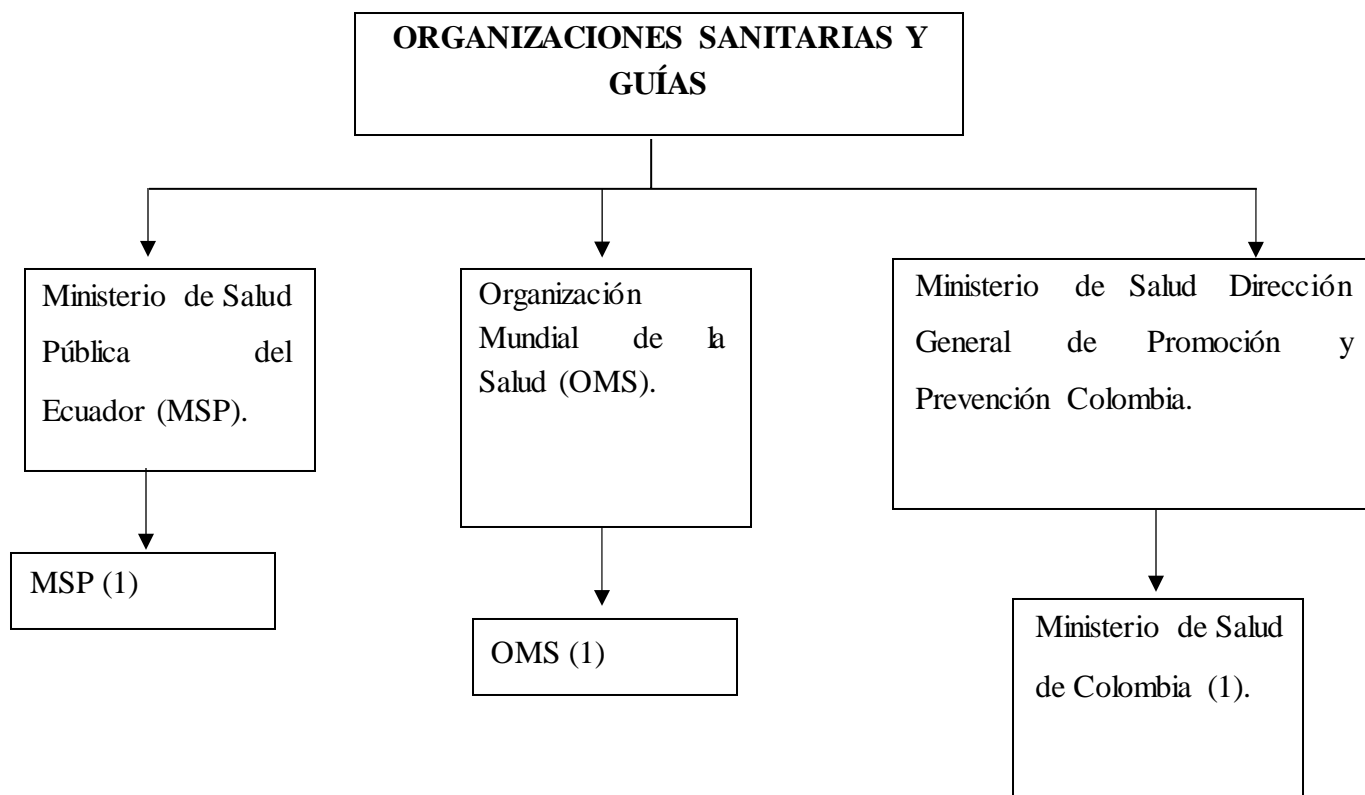 ORGANIZACIONES SANITARIAS Y
GUÍAS
Ministerio de Salud
Pública del
Ecuador (MSP).
Organización
Mundial de la
Salud (OMS).
Ministerio de Salud Dirección
General de Promoción y
Prevención Colombia.
MSP (1)
OMS (1)
Ministerio de Salud
de Colombia (1).